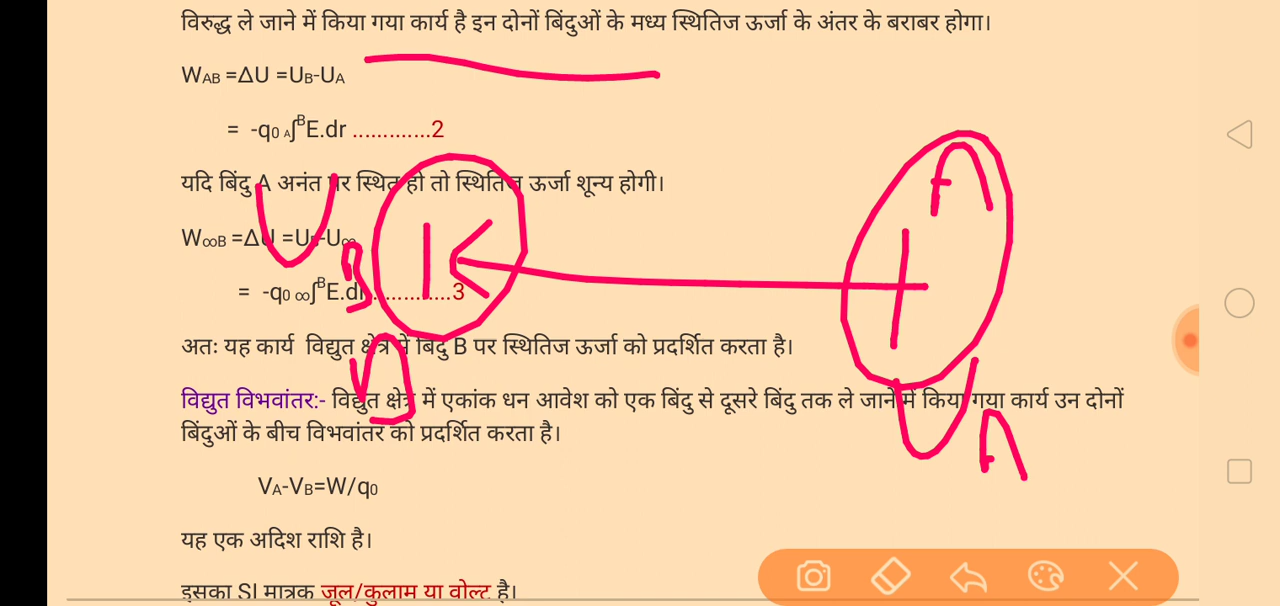 विरुद्ध ले जाने में किया गया कार्य है इन दोनों बिंदुओं के मध्य स्थितिज ऊर्जा के अंतर के बराबर होगा।
WAB =ΔU =UB-UA
= -q0 A∫BE.dr .............2
यदि बिंदु A अनंत पर स्थित हो तो स्थितिज ऊर्जा शून्य होगी।
W∞B =ΔU =UB-U∞
= -q0 ∞∫BE.dr.............3
अतः यह कार्य विद्युत क्षेत्र में बिंदु B पर स्थितिज ऊर्जा को प्रदर्शित करता है।
विद्युत विभवांतर:- विद्युत क्षेत्र में एकांक धन आवेश को एक बिंदु से दूसरे बिंदु तक ले जाने में किया गया कार्य उन दोनों
बिंदुओं के बीच विभवांतर को प्रदर्शित करता है।
VA-VB=W/q0
यह एक अदिश राशि है।
इसका SI मात्रक जूल/कुलाम या वोल्ट है।